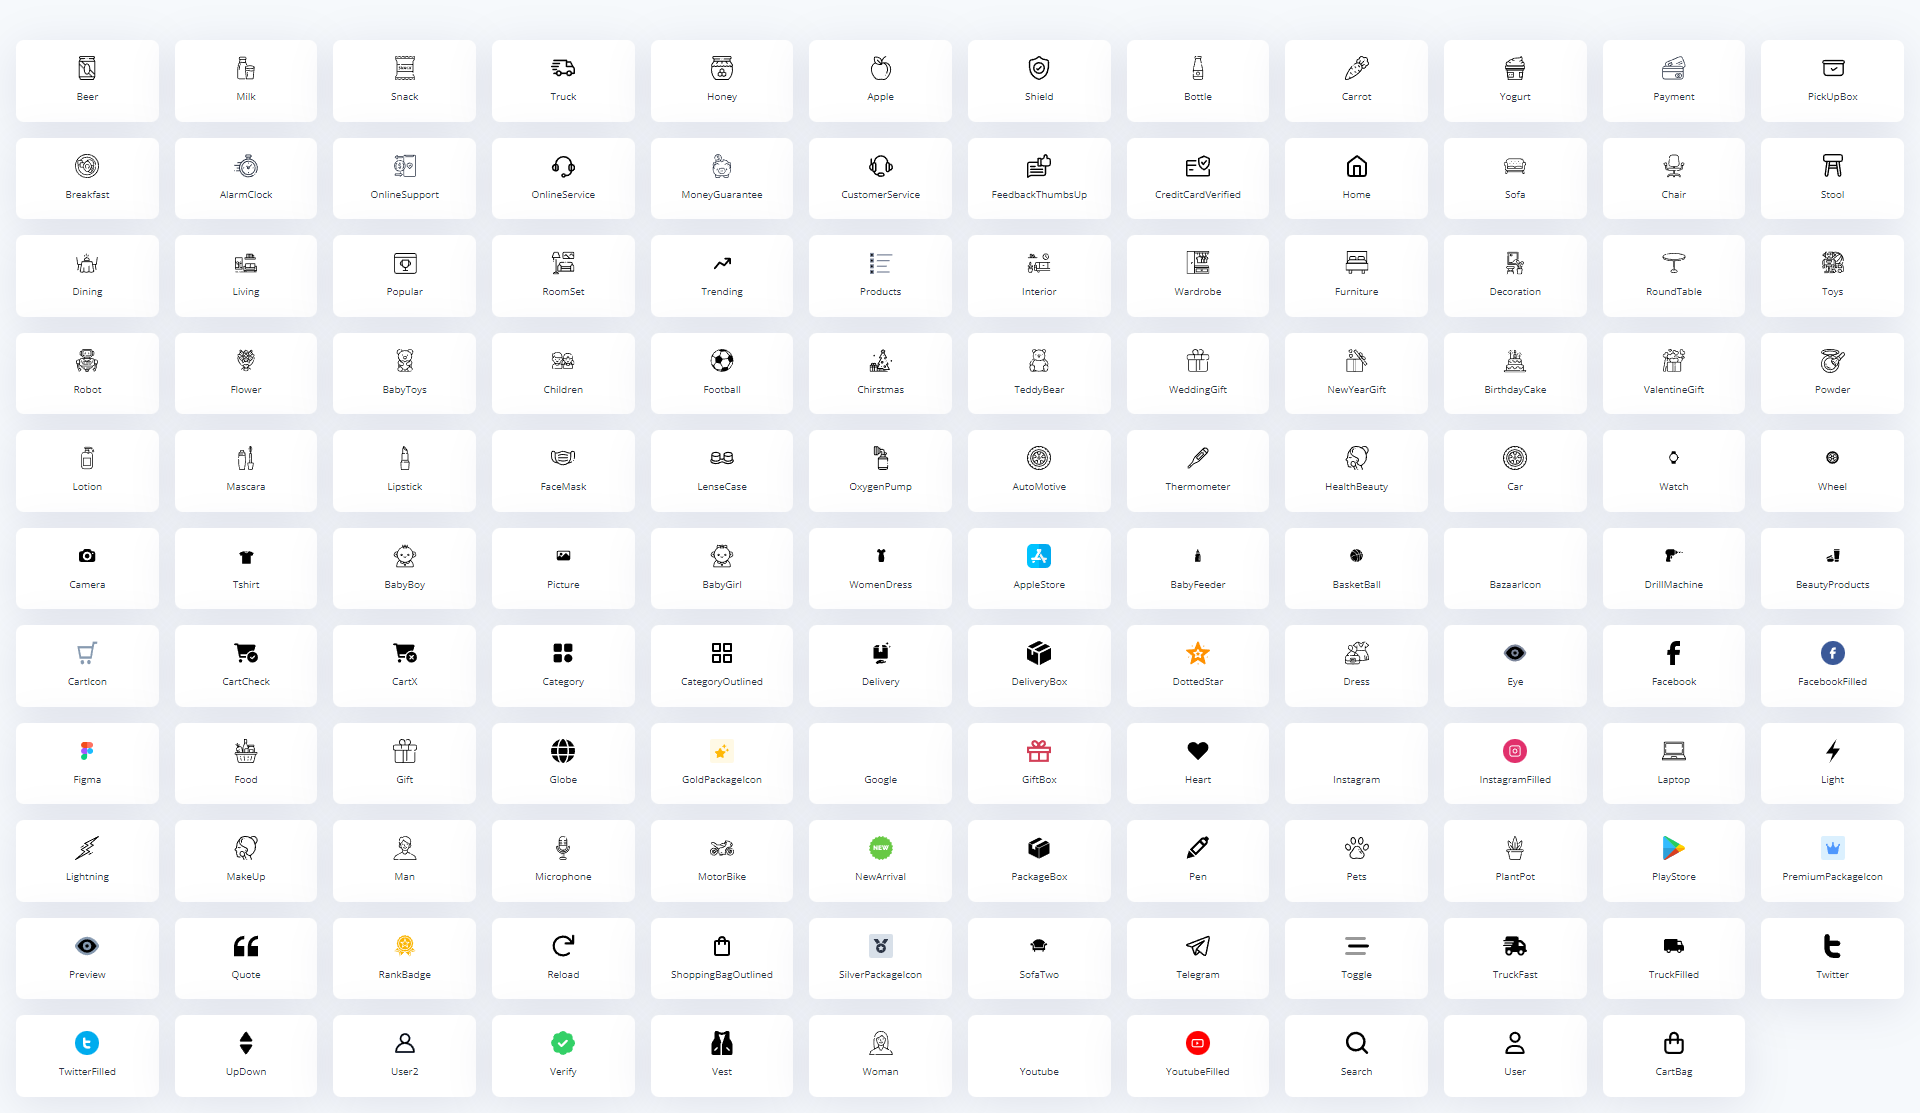 Beer Milk Snack Truck Honey Apple Shield Bottle Carrot Yogurt Payment PickUpBox
Breakfast AlarmClock OnlineSupport OnlineService MoneyGuarantee CustomerService FeedbackThumbsUp CreditCardVerified Home Sofa Chair Stool
Dining Living Popular RoomSet Trending Products Interior Wardrobe Furniture Decoration RoundTable Toys
Robot Flower BabyToys Children Football Chirstmas TeddyBear WeddingGift NewYearGift BirthdayCake ValentineGift Powder
Lotion Mascara Lipstick FaceMask LenseCase OxygenPump AutoMotive Thermometer HealthBeauty Car Watch Wheel
Camera Tshirt BabyBoy Picture BabyGirl WomenDress AppleStore BabyFeeder BasketBall BazaarIcon DrillMachine BeautyProducts
CartIcon CartCheck CartX Category CategoryOutlined Delivery DeliveryBox DottedStar Dress Eye Facebook FacebookFilled
Figma Food Gift Globe GoldPackageIcon Google GiftBox Heart Instagram InstagramFilled Laptop Light
NEW
Lightning MakeUp Man Microphone MotorBike NewArrival PackageBox Pen Pets PlantPot PlayStore PremiumPackageIcon
Preview Quote RankBadge Reload ShoppingBagOutlined SilverPackageIcon SofaTwo Telegram Toggle TruckFast TruckFilled Twitter
TwitterFilled UpDown User2 Verify Vest Woman Youtube YoutubeFilled Search User CartBag